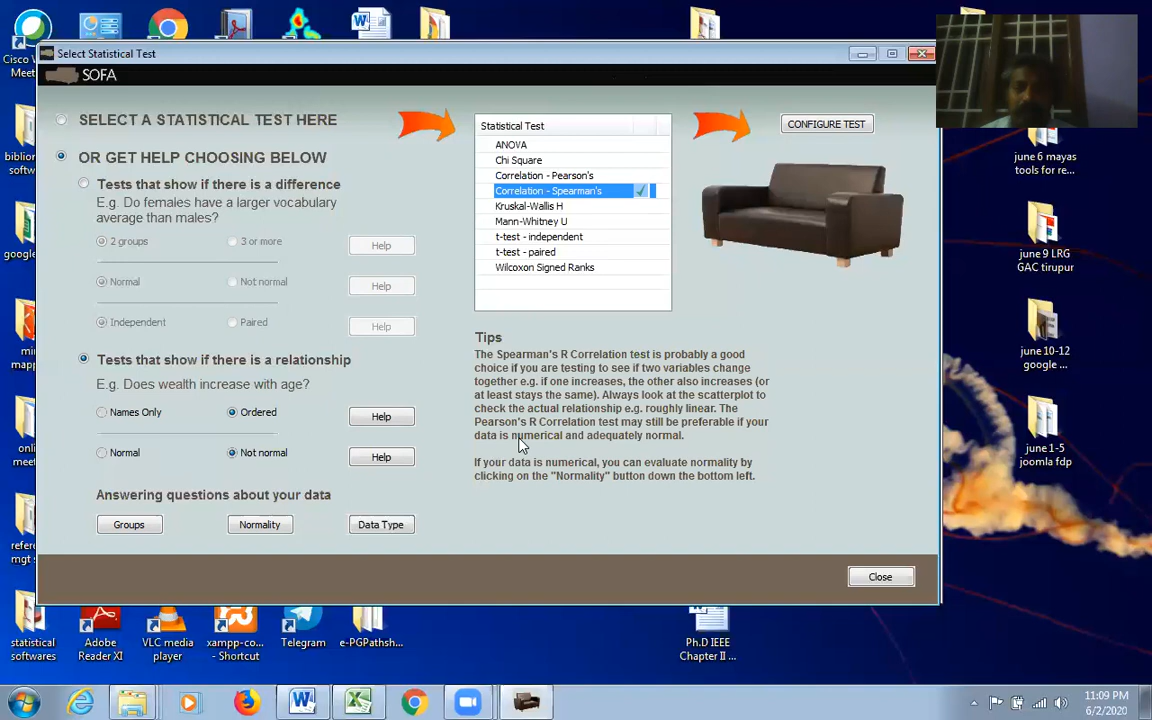 Cisco W
Meet
Select Statistical Test
SOFA
SELECT A STATISTICAL TEST HERE
OR GET HELP CHOOSING BELOW
Tests that show if there is a difference
E.g. Do females have a larger vocabulary
average than males?
2 groups
3 or more
Help
Normal
Not normal
Help
Independent
Paired
Help
Tests that show if there is a relationship
E.g. Does wealth increase with age?
Names Only
Ordered
Help
Normal
Not normal
Help
Answering questions about your data
Groups
Normality
Data Type
Statistical Test
ANOVA
Chi Square
Correlation - Pearson's
Correlation - Spearman's
Kruskal-Wallis H
Mann-Whitney U
t-test - independent
t-test - paired
Wilcoxon Signed Ranks
Tips
The Spearman's R Correlation test is probably a good
choice if you are testing to see if two variables change
together e.g. if one increases, the other also increases (or
at least stays the same). Always look at the scatterplot to
check the actual relationship e.g. roughly linear. The
Pearson's R Correlation test may still be preferable if your
data is numerical and adequately normal.
If your data is numerical, you can evaluate normality by
clicking on the "Normality" button down the bottom left.
CONFIGURE TEST
Close
biblion
softw
google
min
mapp
onli
meet
refere
mgt s
statistical
softwares
Adobe
Reader XI
VLC media
player
xampp-co...
- Shortcut
Telegram
e-PGPathsh...
Ph.D IEEE
Chapter II ...
june 6 mayas
tools for re...
june 9 LRG
GAC tirupur
june 10-12
google ...
june 1-5
joomla fdp
11:09 PM
6/2/2020